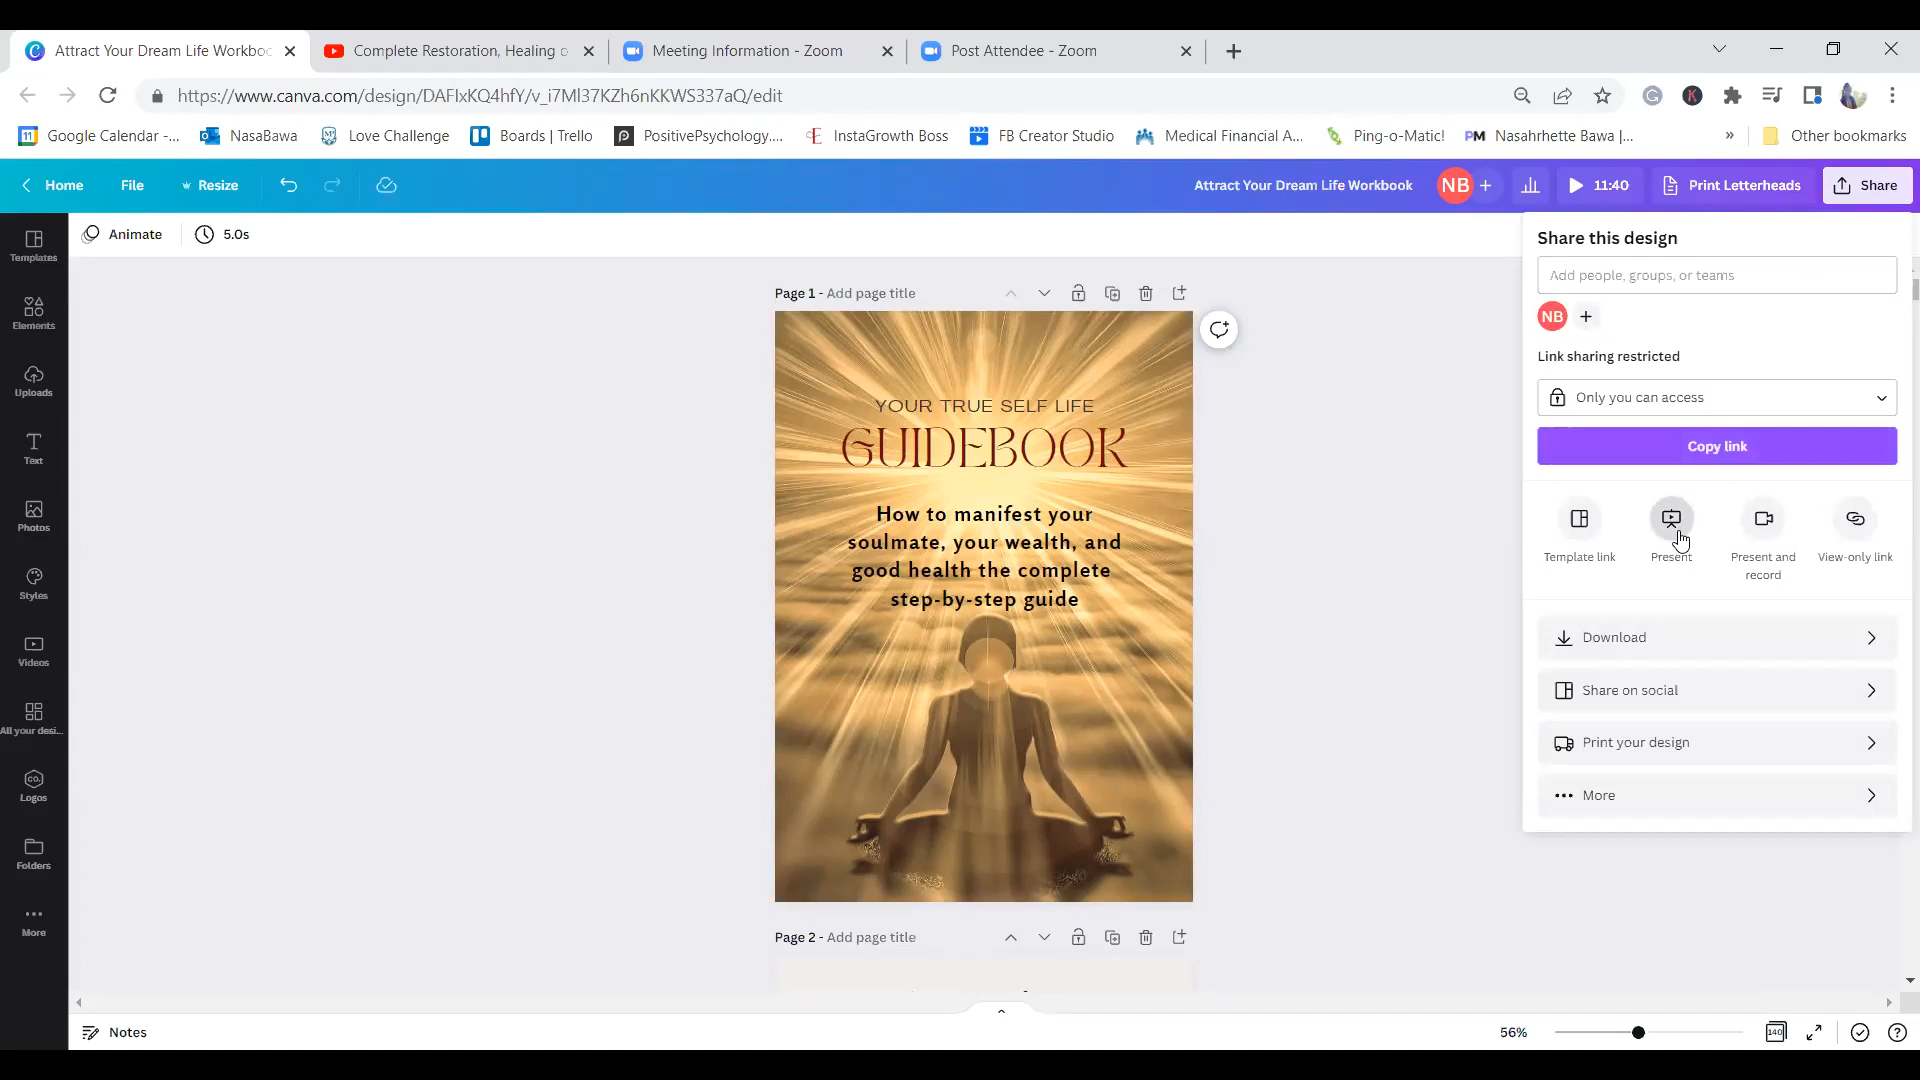 Attract Your Dream Life Workboo
Complete Restoration, Healing o
Meeting Information - Zoom
Post Attendee - Zoom
https://www.canva.com/design/DAFIxKQ4hfY/v_i7Ml37KZh6nKKWS337aQ/edit
Google Calendar -...
NasaBawa
Love Challenge
Boards | Trello
PositivePsychology....
InstaGrowth Boss
FB Creator Studio
Medical Financial A...
Ping-o-Matic!
PM Nasahrhette Bawa |...
»
Other bookmarks
Home
File
Resize
Attract Your Dream Life Workbook
NB
11:40
Print Letterheads
Share
Animate
5.0s
Templates
Elements
Uploads
Text
Photos
Styles
Videos
All your desi...
CO.
Logos
Folders
More
Page 1 - Add page title
YOUR TRUE SELF LIFE
GUIDEBOOK
How to manifest your
soulmate, your wealth, and
good health the complete
step-by-step guide
Page 2 - Add page title
Share this design
Add people, groups, or teams
NB
Link sharing restricted
Only you can access
Copy link
Template link
Present
Present and
record
View-only link
Download
Share on social
Print your design
More
Notes
56%
140